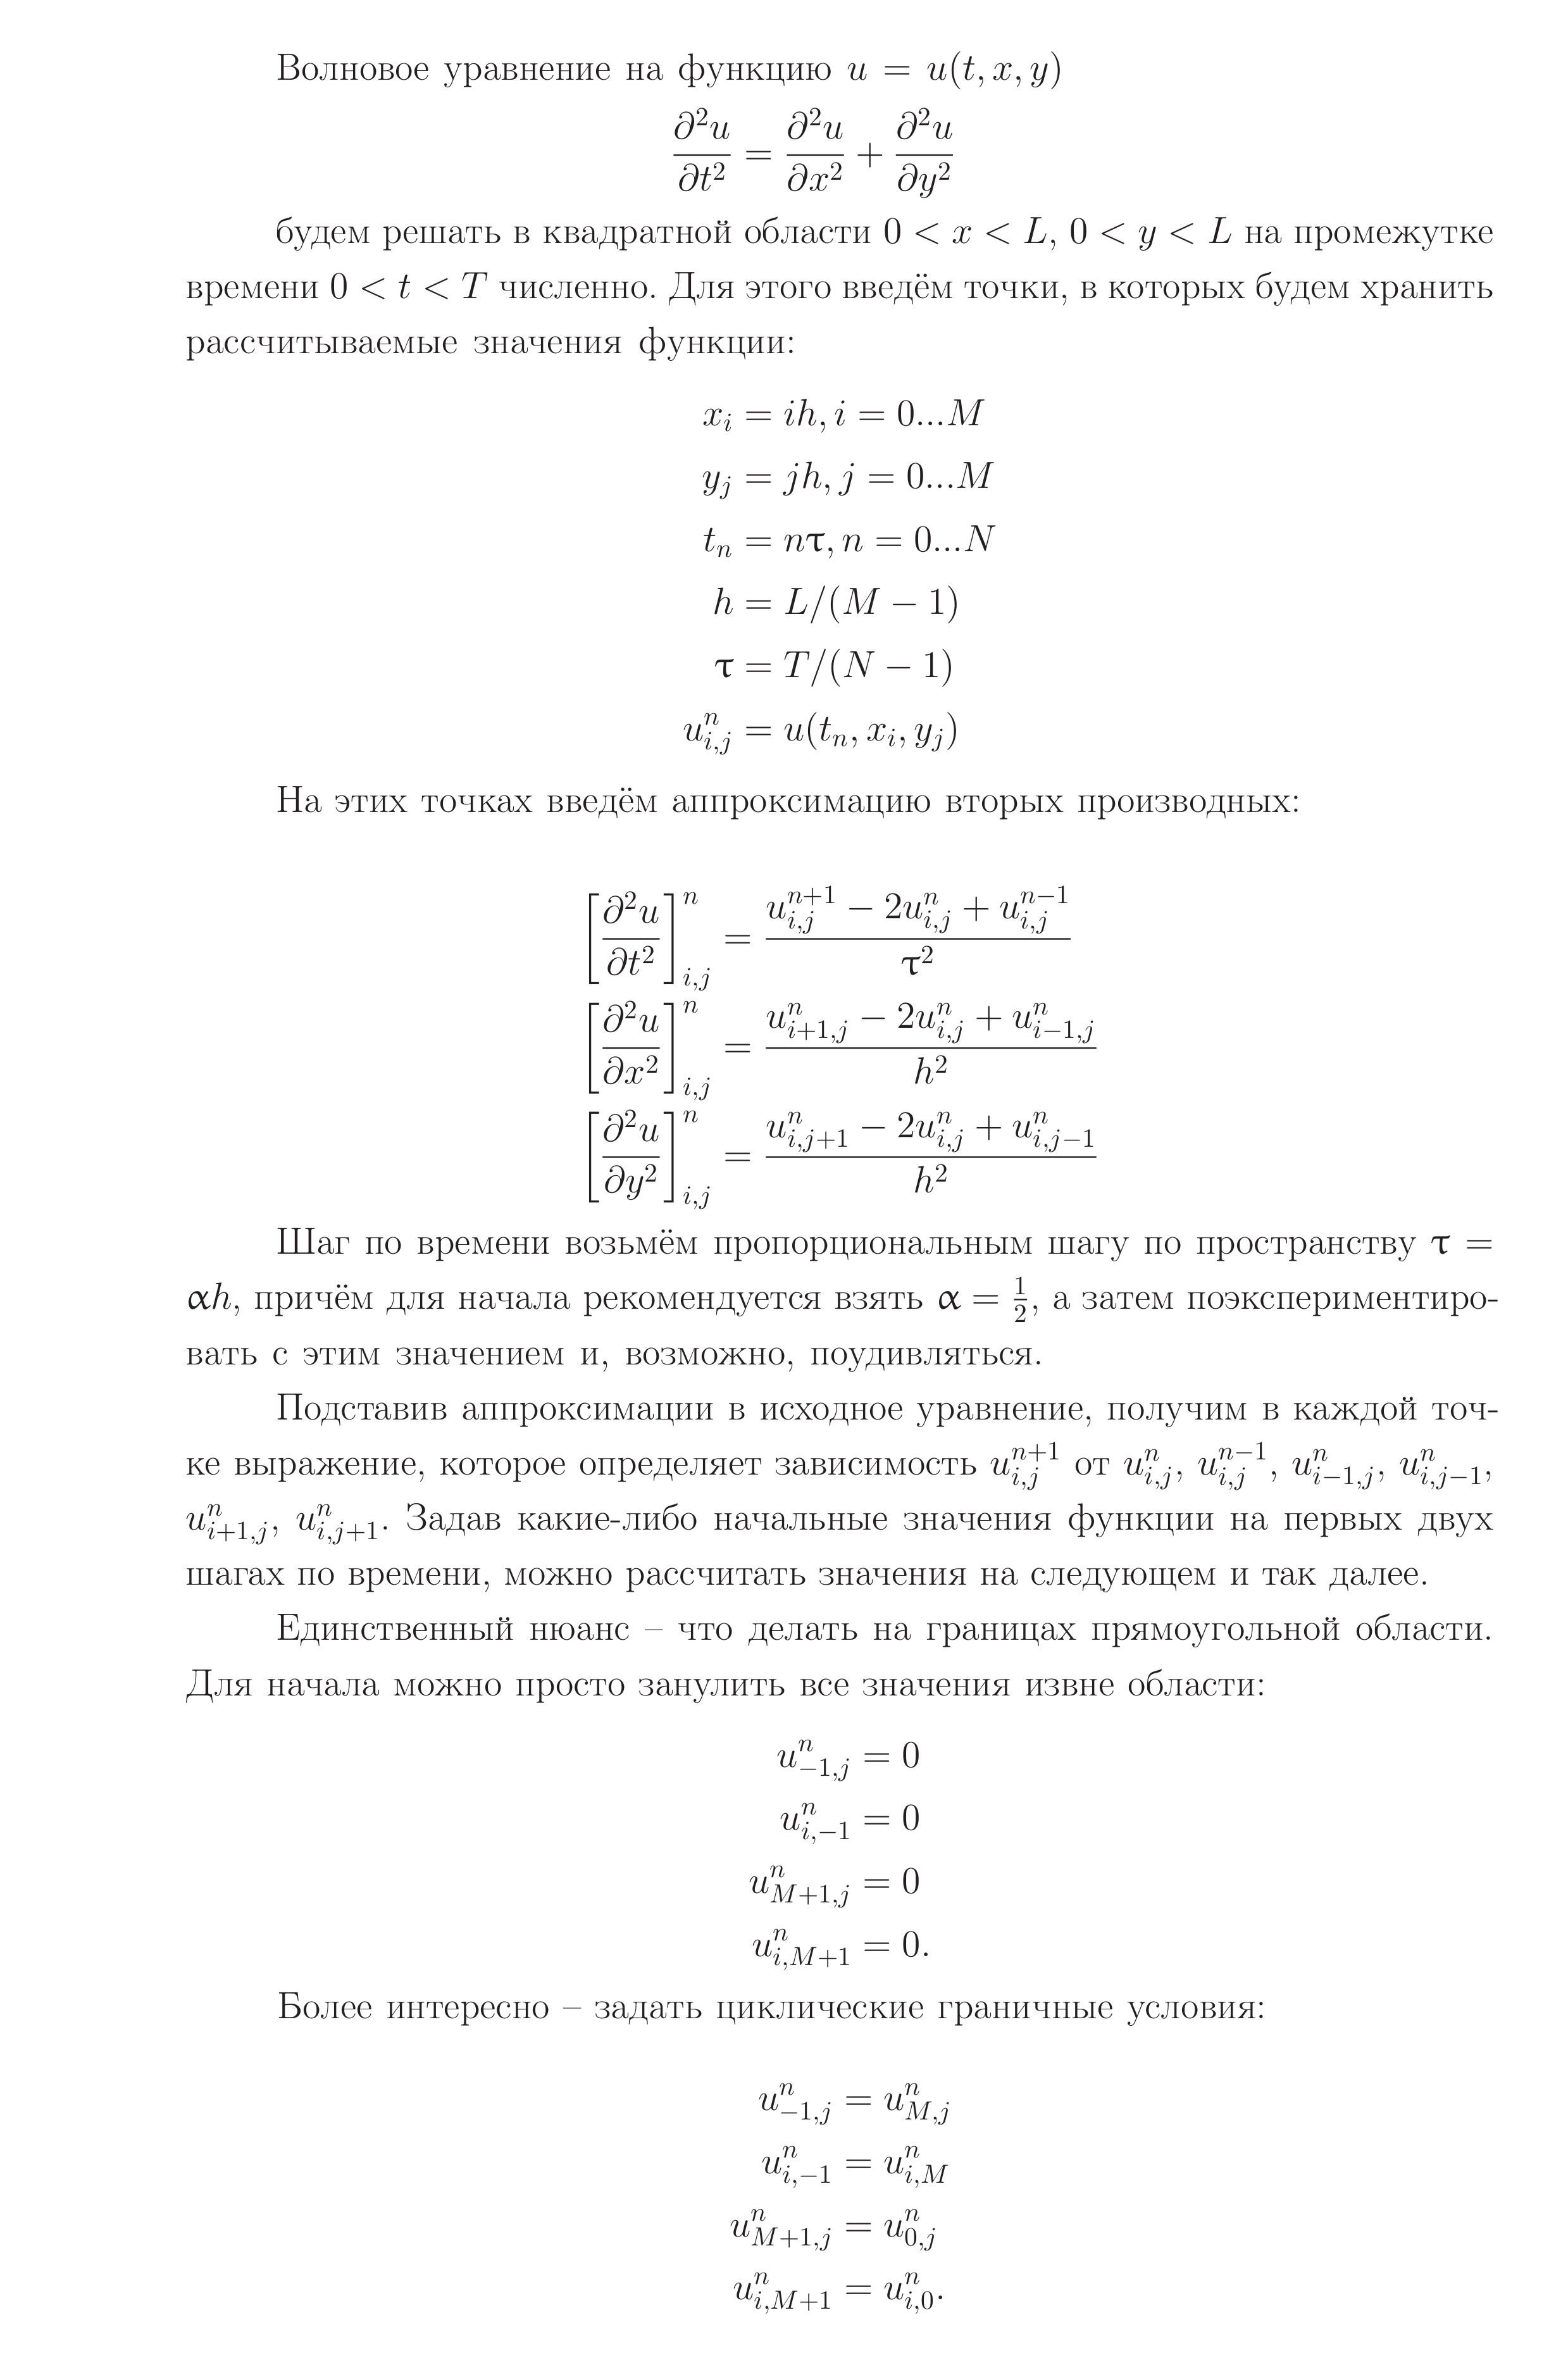 Волновое уравнение на функцию $u = u(t, x, y)$
$$\frac{\partial^2 u}{\partial t^2} = \frac{\partial^2 u}{\partial x^2} + \frac{\partial^2 u}{\partial y^2}$$
будем решать в квадратной области $0 < x < L$, $0 < y < L$ на промежутке
времени $0 < t < T$ численно. Для этого введём точки, в которых будем хранить
рассчитываемые значения функции:
$$x_i = ih, i = 0...M$$
$$y_j = jh, j = 0...M$$
$$t_n = n\tau, n = 0...N$$
$$h = L/(M - 1)$$
$$\tau = T/(N - 1)$$
$$u_{i,j}^n = u(t_n, x_i, y_j)$$
На этих точках введём аппроксимацию вторых производных:
$$\left[\frac{\partial^2 u}{\partial t^2}\right]_{i,j}^n = \frac{u_{i,j}^{n+1} - 2u_{i,j}^n + u_{i,j}^{n-1}}{\tau^2}$$
$$\left[\frac{\partial^2 u}{\partial x^2}\right]_{i,j}^n = \frac{u_{i+1,j}^n - 2u_{i,j}^n + u_{i-1,j}^n}{h^2}$$
$$\left[\frac{\partial^2 u}{\partial y^2}\right]_{i,j}^n = \frac{u_{i,j+1}^n - 2u_{i,j}^n + u_{i,j-1}^n}{h^2}$$
Шаг по времени возьмём пропорциональным шагу по пространству $\tau =$
$\alpha h$, причём для начала рекомендуется взять $\alpha = \frac{1}{2}$, а затем поэкспериментиро-
вать с этим значением и, возможно, поудивляться.
Подставив аппроксимации в исходное уравнение, получим в каждой точ-
ке выражение, которое определяет зависимость $u_{i,j}^{n+1}$ от $u_{i,j}^n$, $u_{i,j}^{n-1}$, $u_{i-1,j}^n$, $u_{i,j-1}^n$,
$u_{i+1,j}^n$, $u_{i,j+1}^n$. Задав какие-либо начальные значения функции на первых двух
шагах по времени, можно рассчитать значения на следующем и так далее.
Единственный нюанс – что делать на границах прямоугольной области.
Для начала можно просто занулить все значения извне области:
$$u_{-1,j}^n = 0$$
$$u_{i,-1}^n = 0$$
$$u_{M+1,j}^n = 0$$
$$u_{i,M+1}^n = 0.$$
Более интересно – задать циклические граничные условия:
$$u_{-1,j}^n = u_{M,j}^n$$
$$u_{i,-1}^n = u_{i,M}^n$$
$$u_{M+1,j}^n = u_{0,j}^n$$
$$u_{i,M+1}^n = u_{i,0}^n.$$